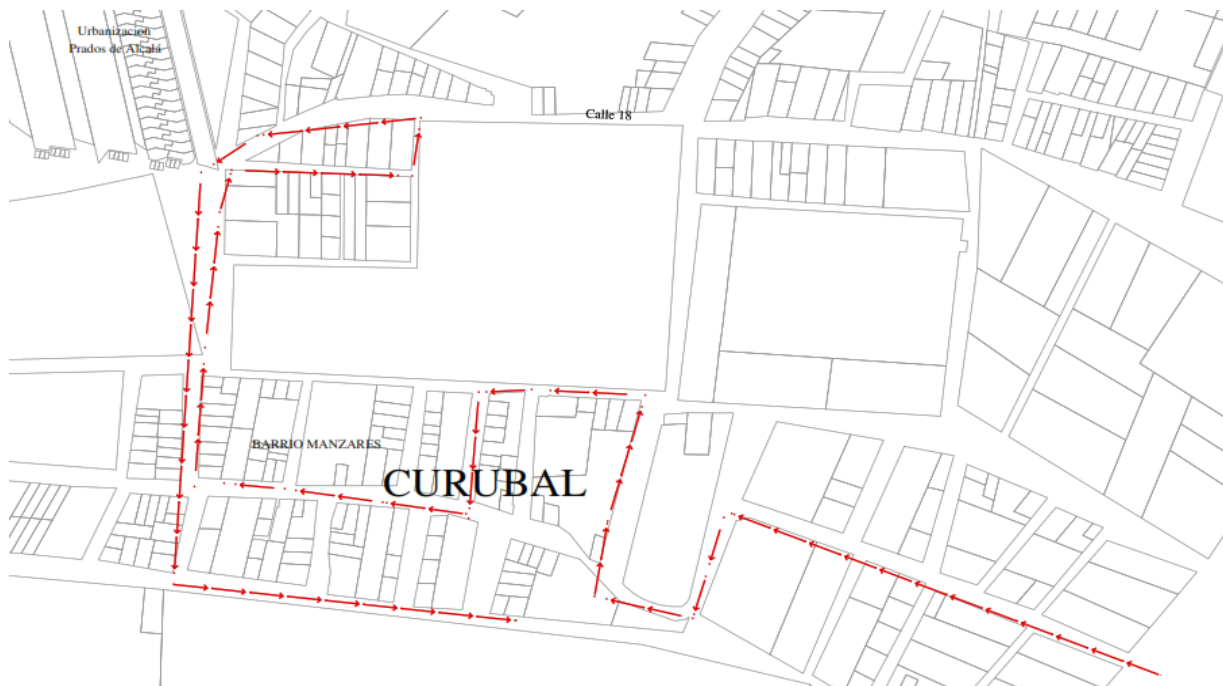 Urbanización
Prados de Alcalá
Calle 18
BARRIO MANZARES
CURUBAL